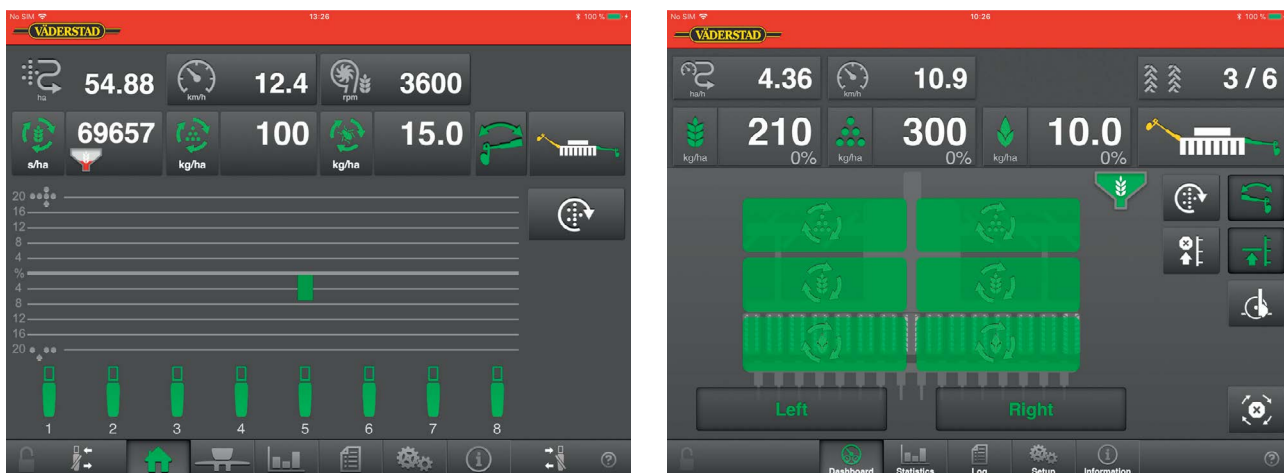 No SIM 13:26 100 %
VÄDERSTAD
ha 54.88 km/h 12.4 rpm 3600
s/ha 69657 kg/ha 100 kg/ha 15.0
20
16
12
8
4
%
4
8
12
16
20
1 2 3 4 5 6 7 8
No SIM 10:26 100 %
VÄDERSTAD
ha/h 4.36 km/h 10.9 3 / 6
kg/ha 210 0% kg/ha 300 0% kg/ha 10.0 0%
Left Right
Dashboard Statistics Log Setup Information